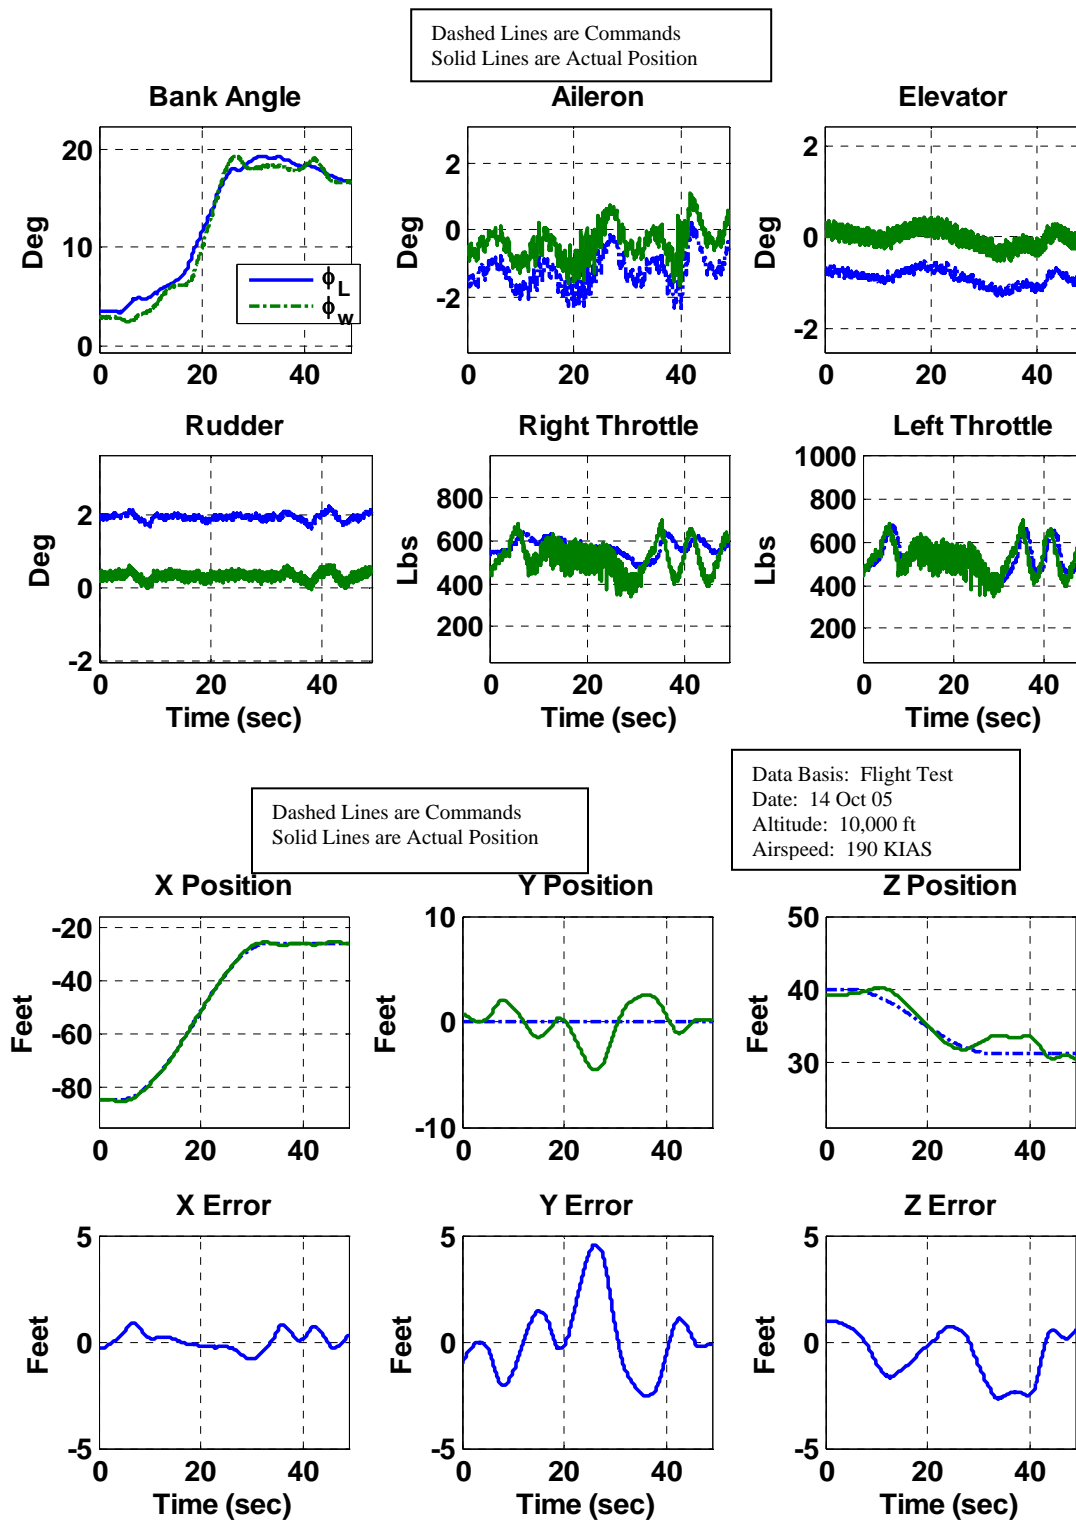 Dashed Lines are Commands
Solid Lines are Actual Position
Bank Angle
Aileron
Elevator
Deg
20
10
0
0
20
40
ϕL
ϕw
Deg
2
0
-2
0
20
40
Deg
2
0
-2
0
20
40
Rudder
Right Throttle
Left Throttle
Deg
2
0
-2
0
20
40
Time (sec)
Lbs
800
600
400
200
0
20
40
Time (sec)
Lbs
1000
800
600
400
200
0
20
40
Time (sec)
Data Basis: Flight Test
Date: 14 Oct 05
Altitude: 10,000 ft
Airspeed: 190 KIAS
Dashed Lines are Commands
Solid Lines are Actual Position
X Position
Y Position
Z Position
Feet
-20
-40
-60
-80
0
20
40
Feet
10
0
-10
0
20
40
Feet
50
40
30
0
20
40
X Error
Y Error
Z Error
Feet
5
0
-5
0
20
40
Time (sec)
Feet
5
0
-5
0
20
40
Time (sec)
Feet
5
0
-5
0
20
40
Time (sec)